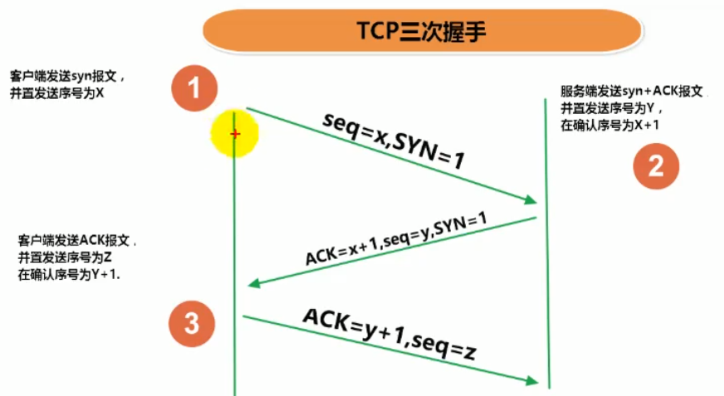 TCP三次握手
客户端发送syn报文，
并直发送序号为X
1
服务端发送syn+ACK报文
并直发送序号为Y，
在确认序号为X+1
2
seq=x,SYN=1
ACK=x+1,seq=y,SYN=1
客户端发送ACK报文，
并直发送序号为Z
在确认序号为Y+1.
3
ACK=y+1,seq=z